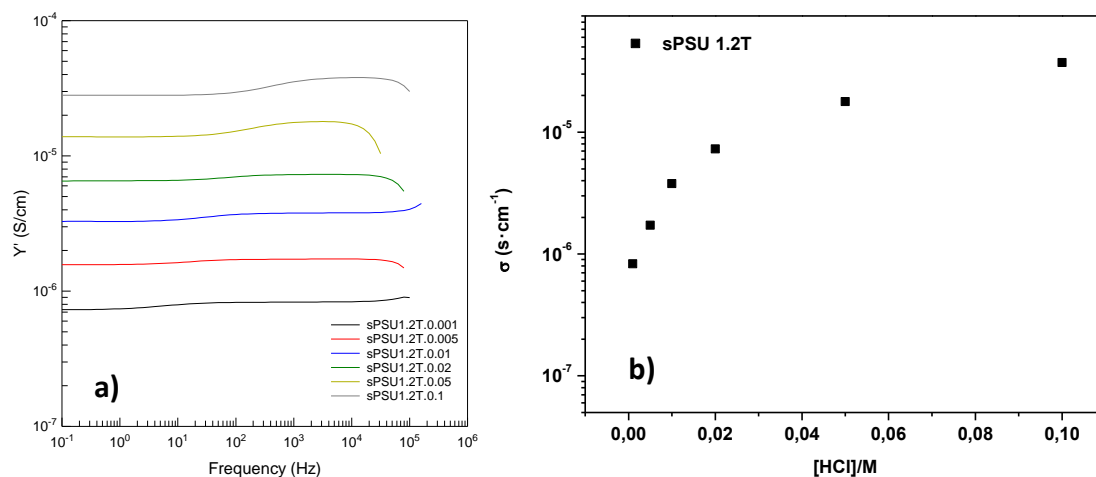 10⁻⁴
10⁻⁵
10⁻⁶
10⁻⁷
Y' (S/cm)
sPSU1.2T.0.001
sPSU1.2T.0.005
sPSU1.2T.0.01
sPSU1.2T.0.02
sPSU1.2T.0.05
sPSU1.2T.0.1
a)
10⁻¹ 10⁰ 10¹ 10² 10³ 10⁴ 10⁵ 10⁶
Frequency (Hz)
sPSU 1.2T
10⁻⁵
10⁻⁶
10⁻⁷
σ (s·cm⁻¹)
b)
0,00 0,02 0,04 0,06 0,08 0,10
[HCl]/M